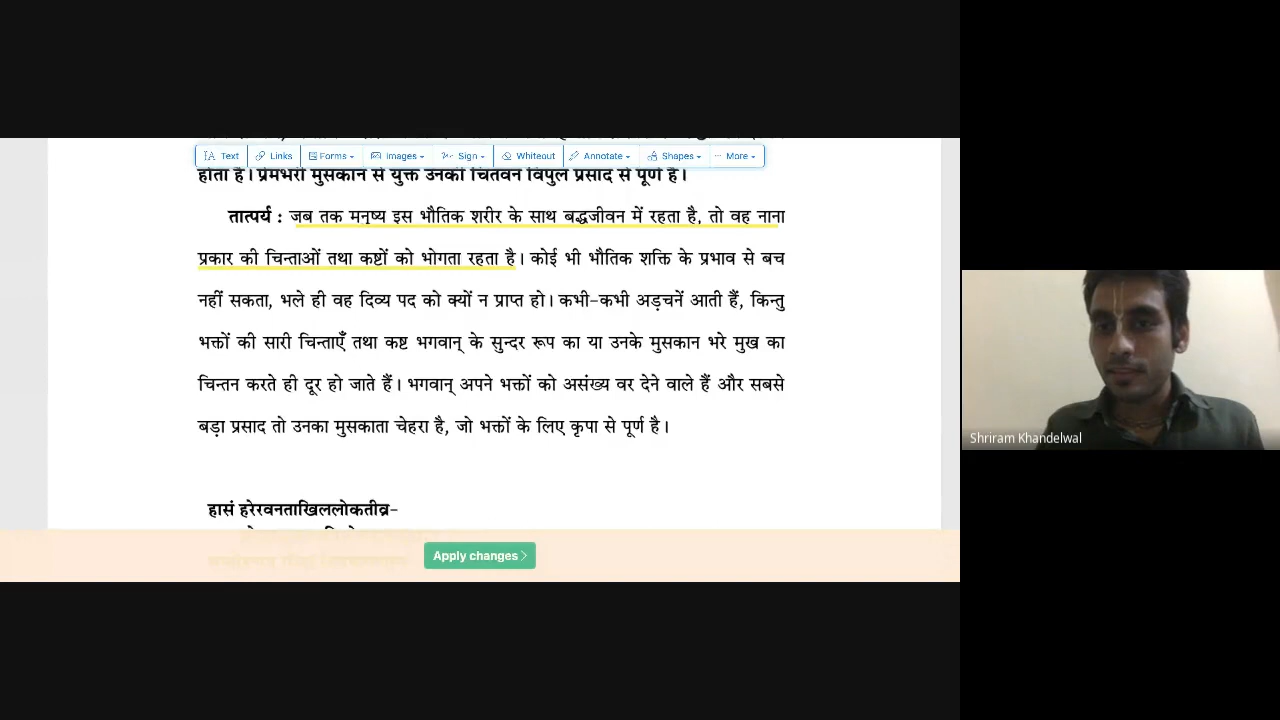 Text Links Forms Images Sign Whiteout Annotate Shapes More
होता है। प्रेमभरी मुसकान से युक्त उनकी चितवन विपुल प्रसाद से पूर्ण है।
तात्पर्य : जब तक मनुष्य इस भौतिक शरीर के साथ बद्धजीवन में रहता है, तो वह नाना
प्रकार की चिन्ताओं तथा कष्टों को भोगता रहता है। कोई भी भौतिक शक्ति के प्रभाव से बच
नहीं सकता, भले ही वह दिव्य पद को क्यों न प्राप्त हो। कभी-कभी अड़चनें आती हैं, किन्तु
भक्तों की सारी चिन्ताएँ तथा कष्ट भगवान् के सुन्दर रूप का या उनके मुसकान भरे मुख का
चिन्तन करते ही दूर हो जाते हैं। भगवान् अपने भक्तों को असंख्य वर देने वाले हैं और सबसे
बड़ा प्रसाद तो उनका मुसकाता चेहरा है, जो भक्तों के लिए कृपा से पूर्ण है।
हासं हरेरवनताखिललोकतीव्र-
Apply changes
Shriram Khandelwal